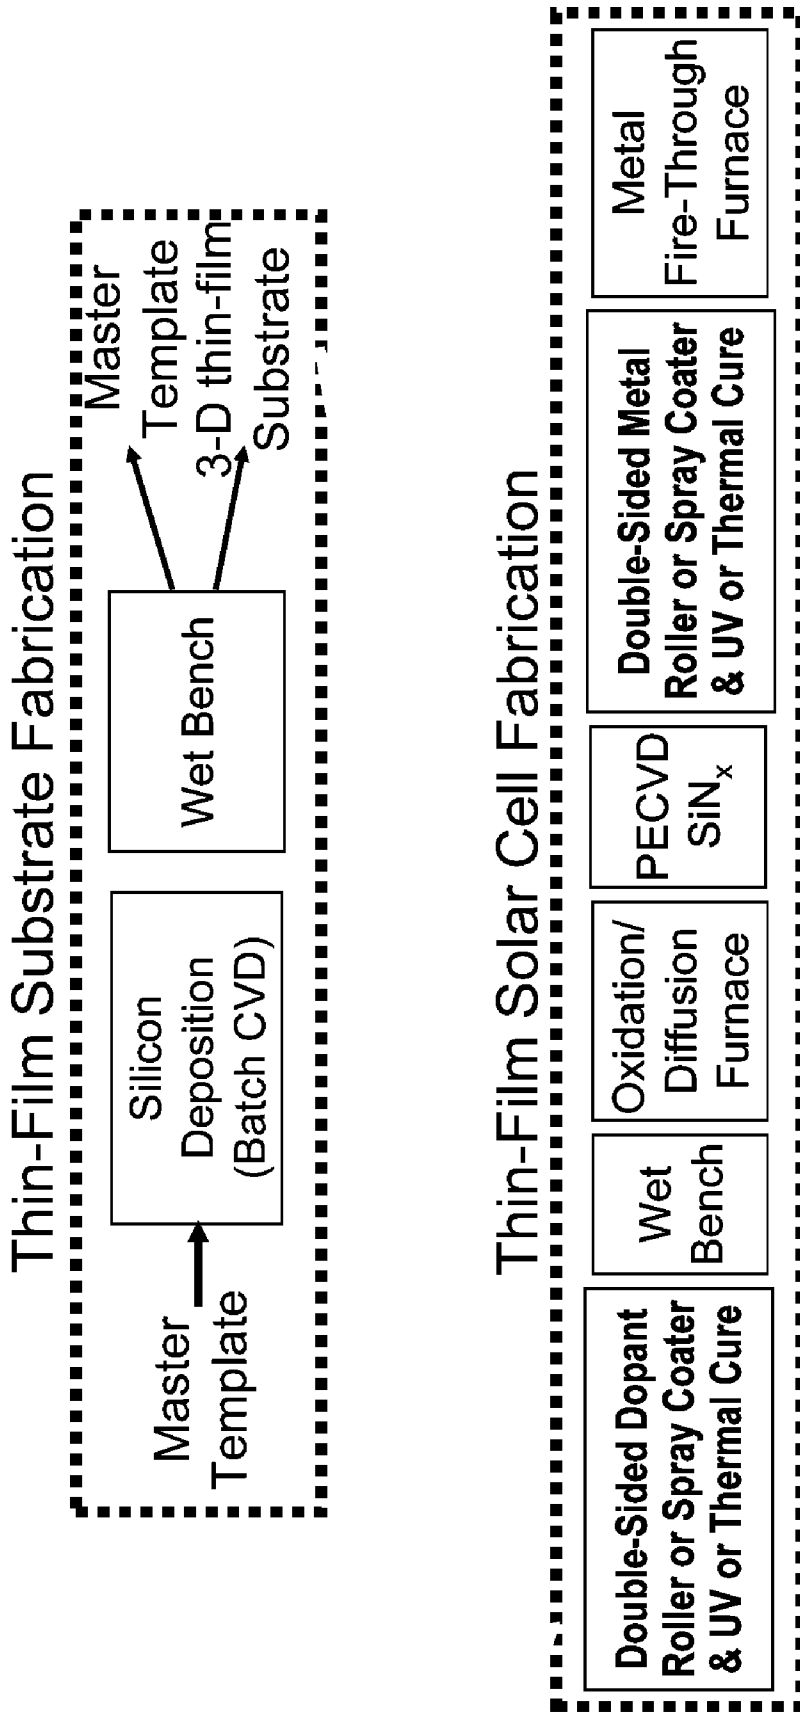 Thin-Film Substrate Fabrication
Master
Template
Silicon
Deposition
(Batch CVD)
Wet Bench
Master
Template
3-D thin-film
Substrate
Thin-Film Solar Cell Fabrication
Double-Sided Dopant
Roller or Spray Coater
& UV or Thermal Cure
Wet
Bench
Oxidation/
Diffusion
Furnace
PECVD
SiNₓ
Double-Sided Metal
Roller or Spray Coater
& UV or Thermal Cure
Metal
Fire-Through
Furnace